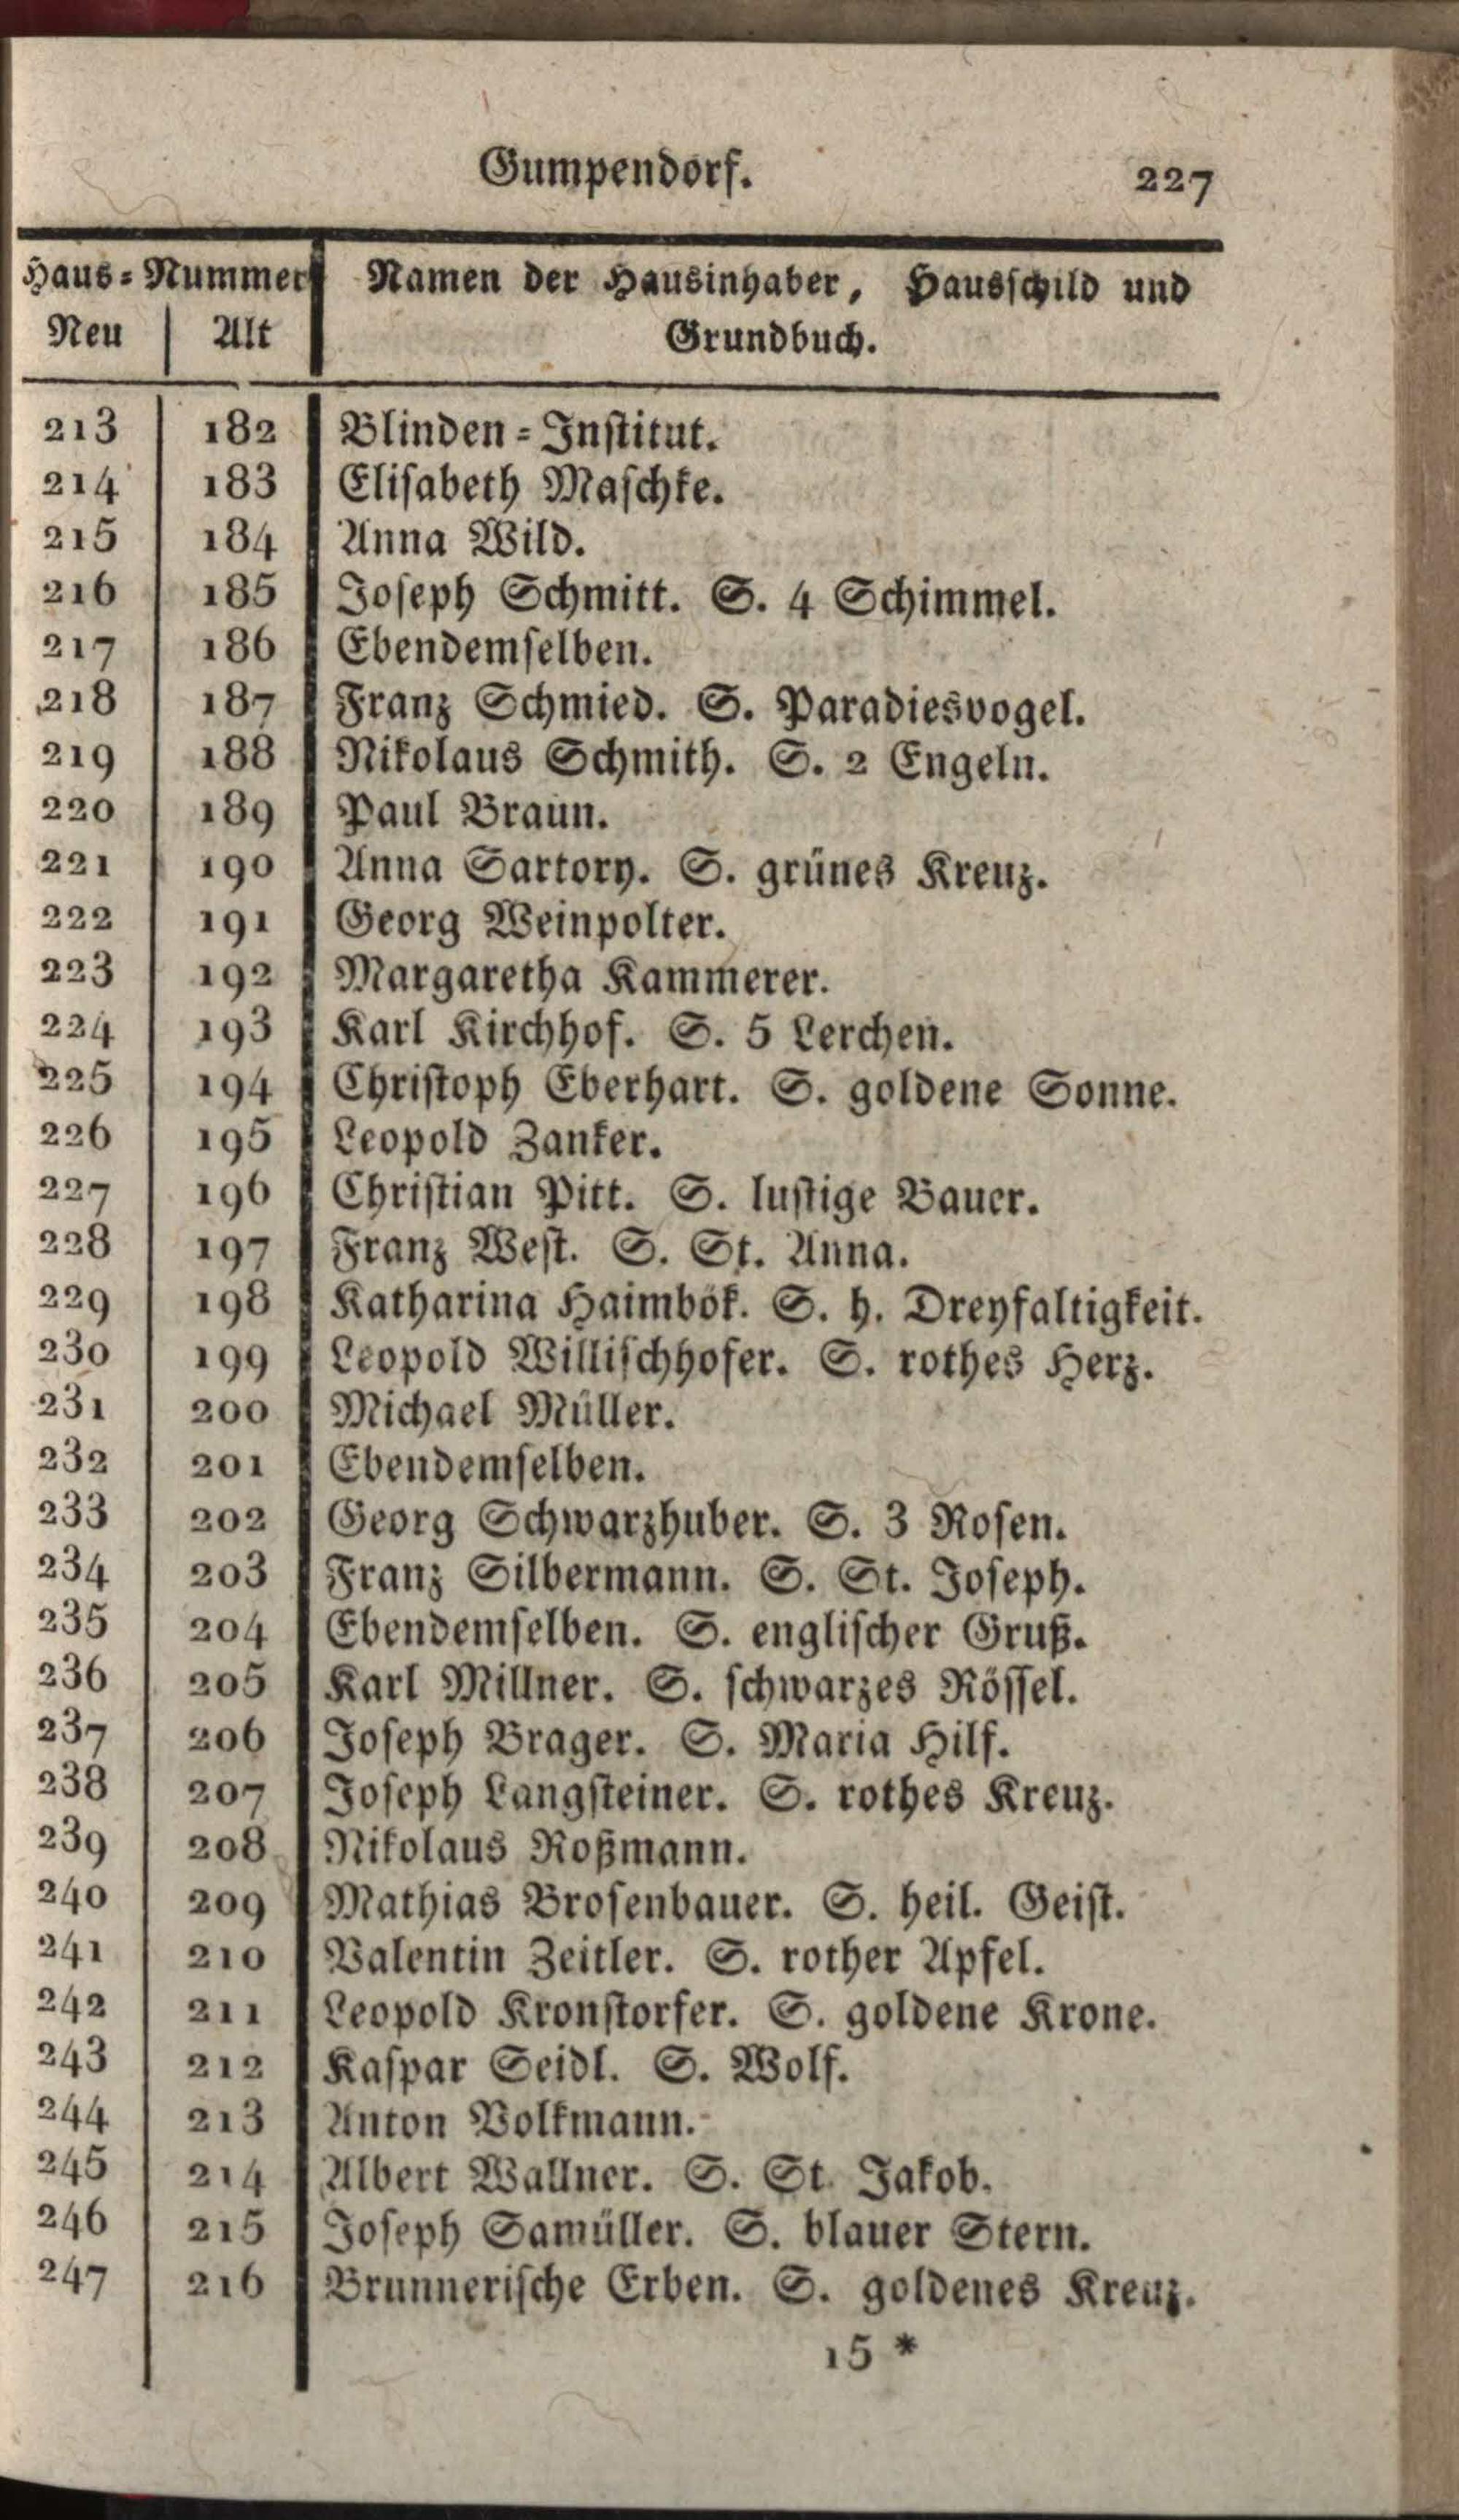 Gumpendorf. 227
Haus-Nummer Namen der Hausinhaber, Hausschild und
Neu Alt Grundbuch.
213 182 Blinden-Institut.
214 183 Elisabeth Maschke.
215 184 Anna Wild.
216 185 Joseph Schmitt. S. 4 Schimmel.
217 186 Ebendemselben.
218 187 Franz Schmied. S. Paradiesvogel.
219 188 Nikolaus Schmith. S. 2 Engeln.
220 189 Paul Braun.
221 190 Anna Sartory. S. grünes Kreuz.
222 191 Georg Weinpolter.
223 192 Margaretha Kammerer.
224 193 Karl Kirchhof. S. 5 Lerchen.
225 194 Christoph Eberhart. S. goldene Sonne.
226 195 Leopold Zanker.
227 196 Christian Pitt. S. lustige Bauer.
228 197 Franz West. S. St. Anna.
229 198 Katharina Haimbök. S. h. Dreyfaltigkeit.
230 199 Leopold Willischhofer. S. rothes Herz.
231 200 Michael Müller.
232 201 Ebendemselben.
233 202 Georg Schwarzhuber. S. 3 Rosen.
234 203 Franz Silbermann. S. St. Joseph.
235 204 Ebendemselben. S. englischer Gruß.
236 205 Karl Millner. S. schwarzes Rössel.
237 206 Joseph Brager. S. Maria Hilf.
238 207 Joseph Langsteiner. S. rothes Kreuz.
239 208 Nikolaus Roßmann.
240 209 Mathias Brosenbauer. S. heil. Geist.
241 210 Valentin Zeitler. S. rother Apfel.
242 211 Leopold Kronstorfer. S. goldene Krone.
243 212 Kaspar Seidl. S. Wolf.
244 213 Anton Volkmann.
245 214 Albert Wallner. S. St. Jakob.
246 215 Joseph Samüller. S. blauer Stern.
247 216 Brunnerische Erben. S. goldenes Kreuz.
15 *